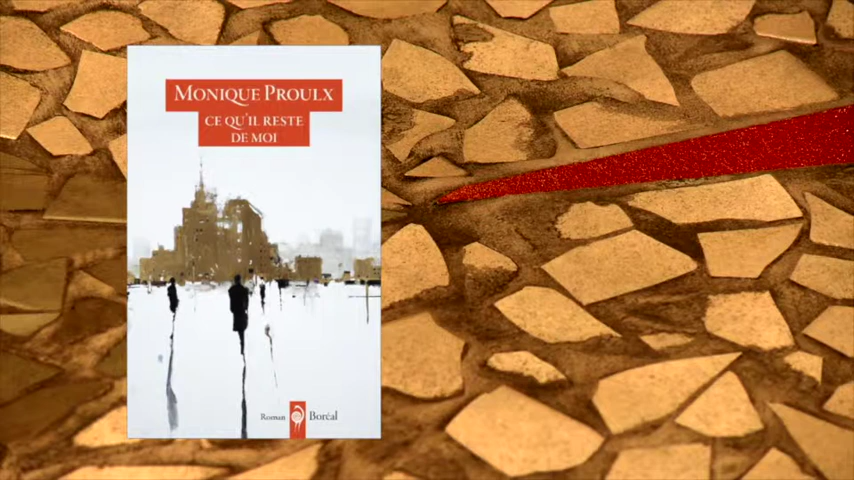 MONIQUE PROULX
CE QU'IL RESTE
DE MOI
Roman Boréal